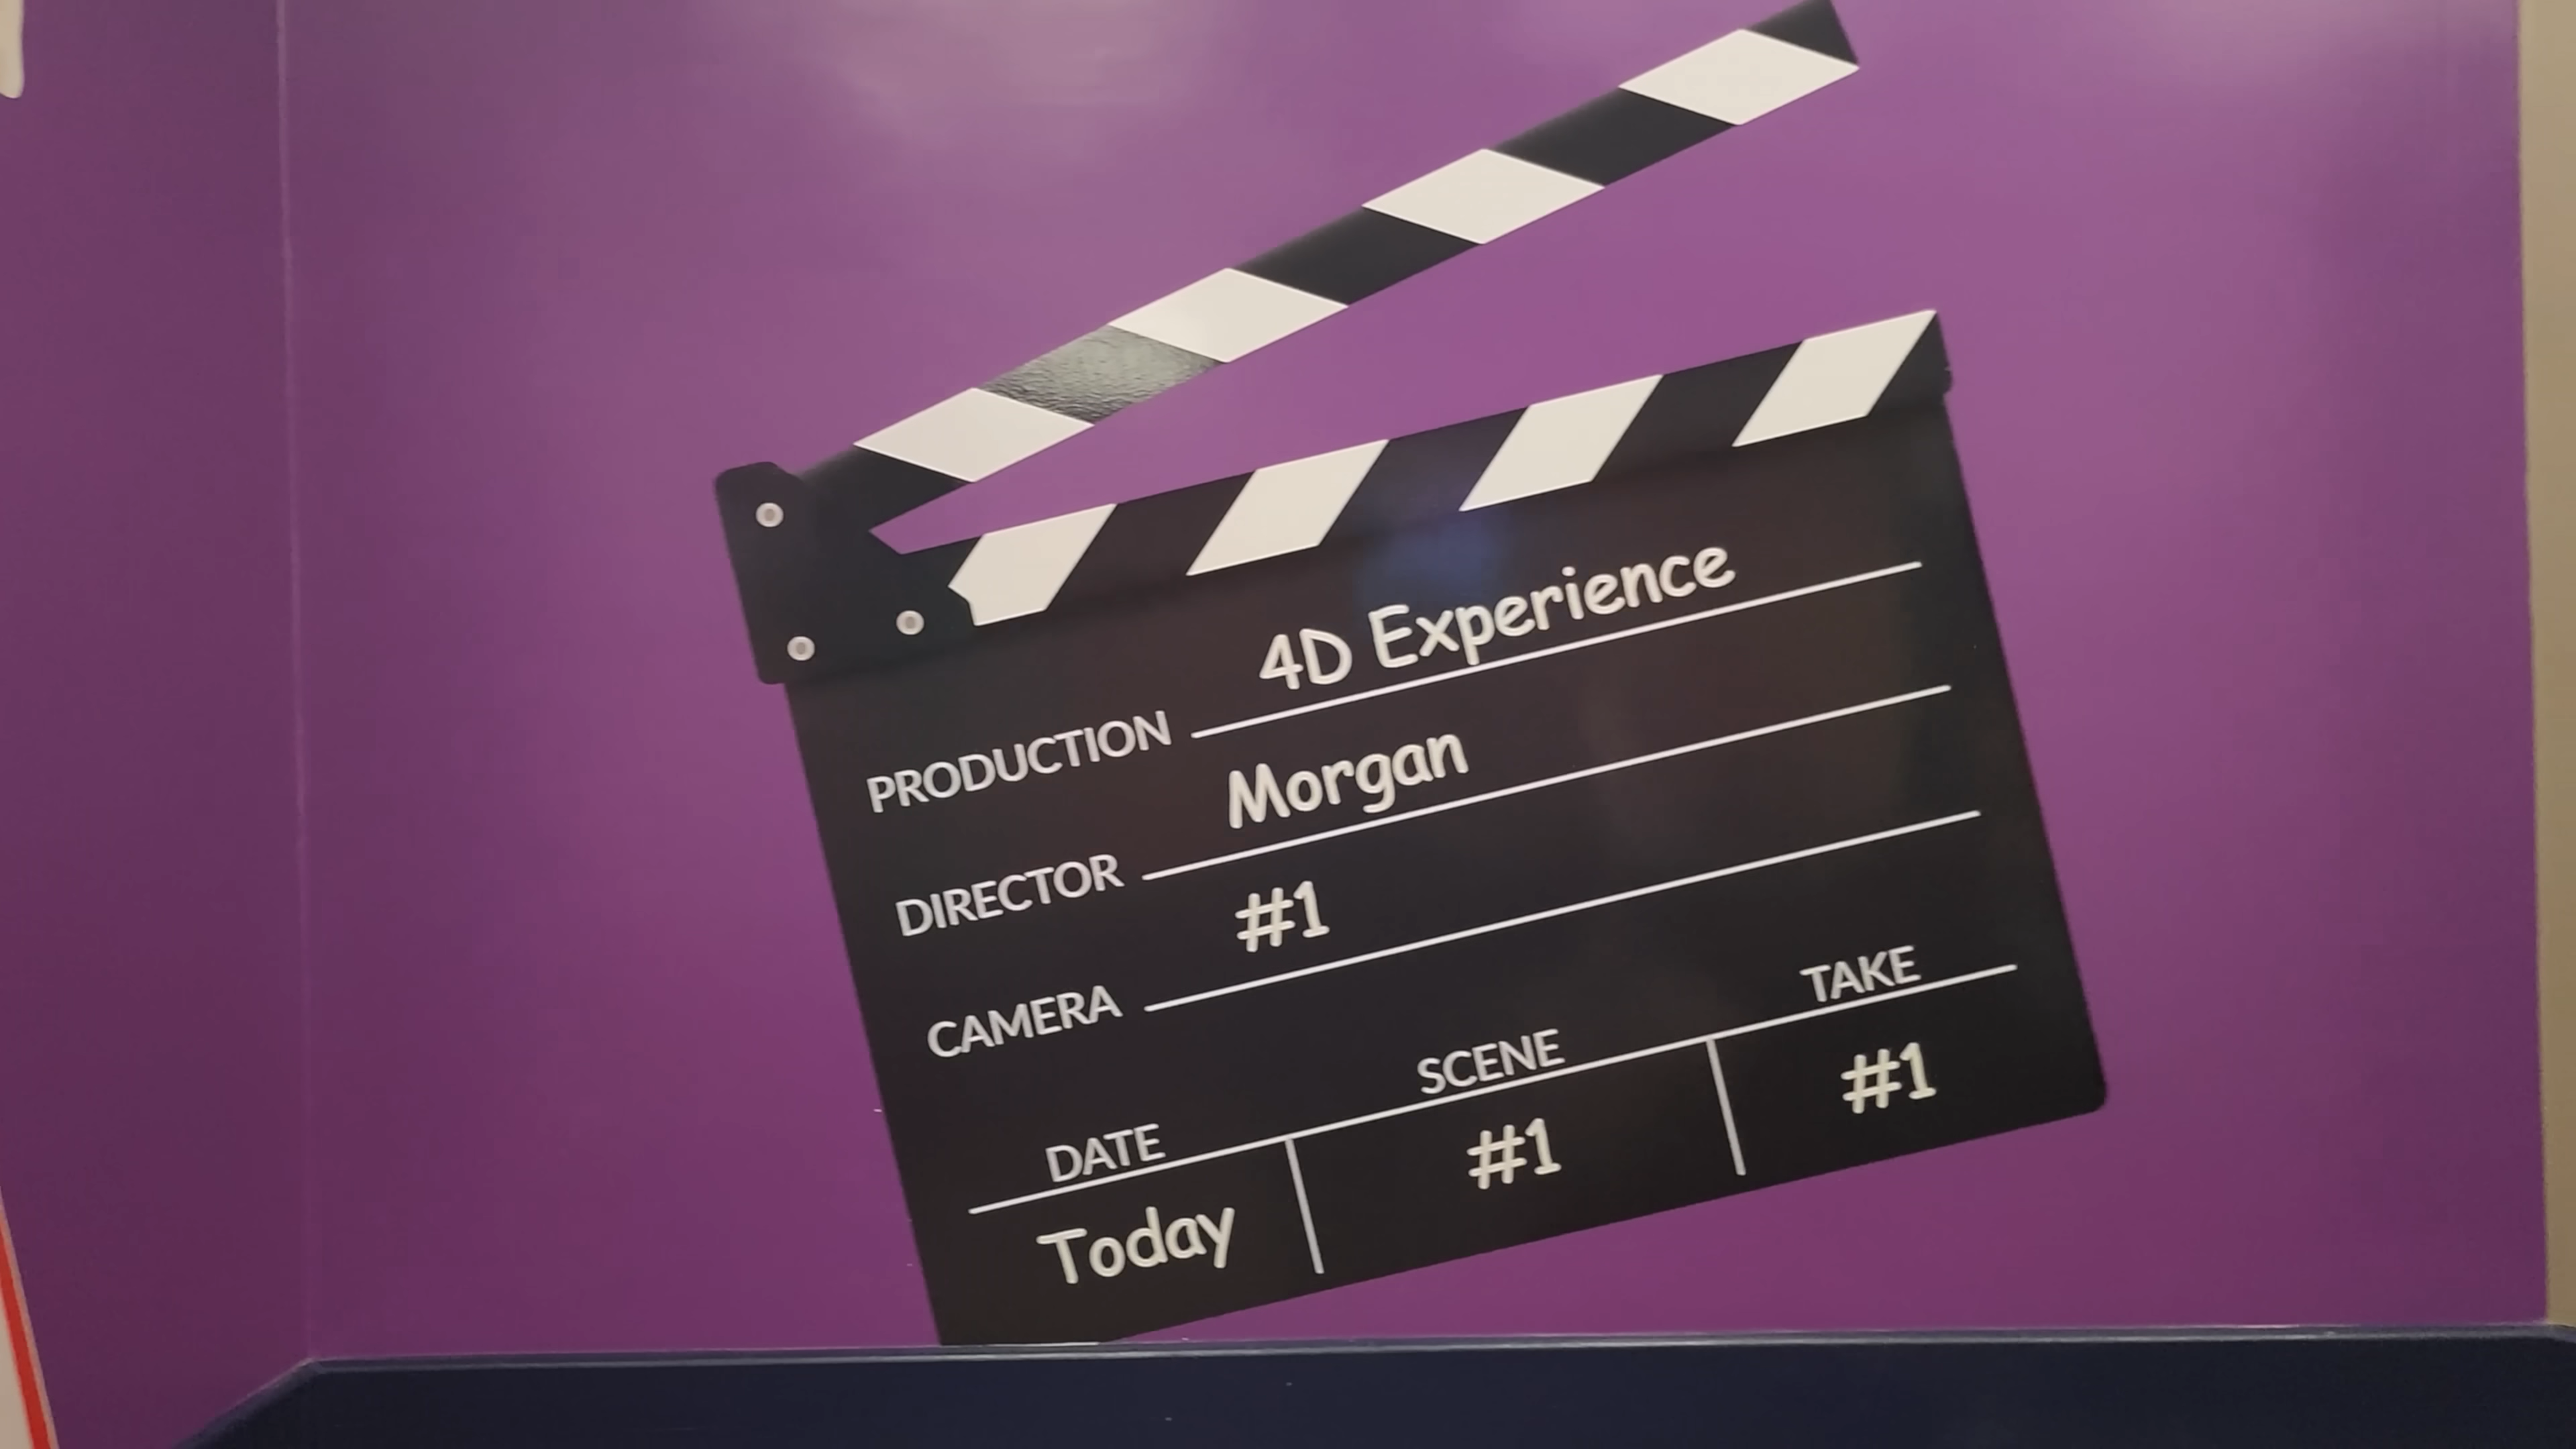 4D Experience
PRODUCTION
Morgan
DIRECTOR
#1
CAMERA
DATE SCENE TAKE
Today #1 #1